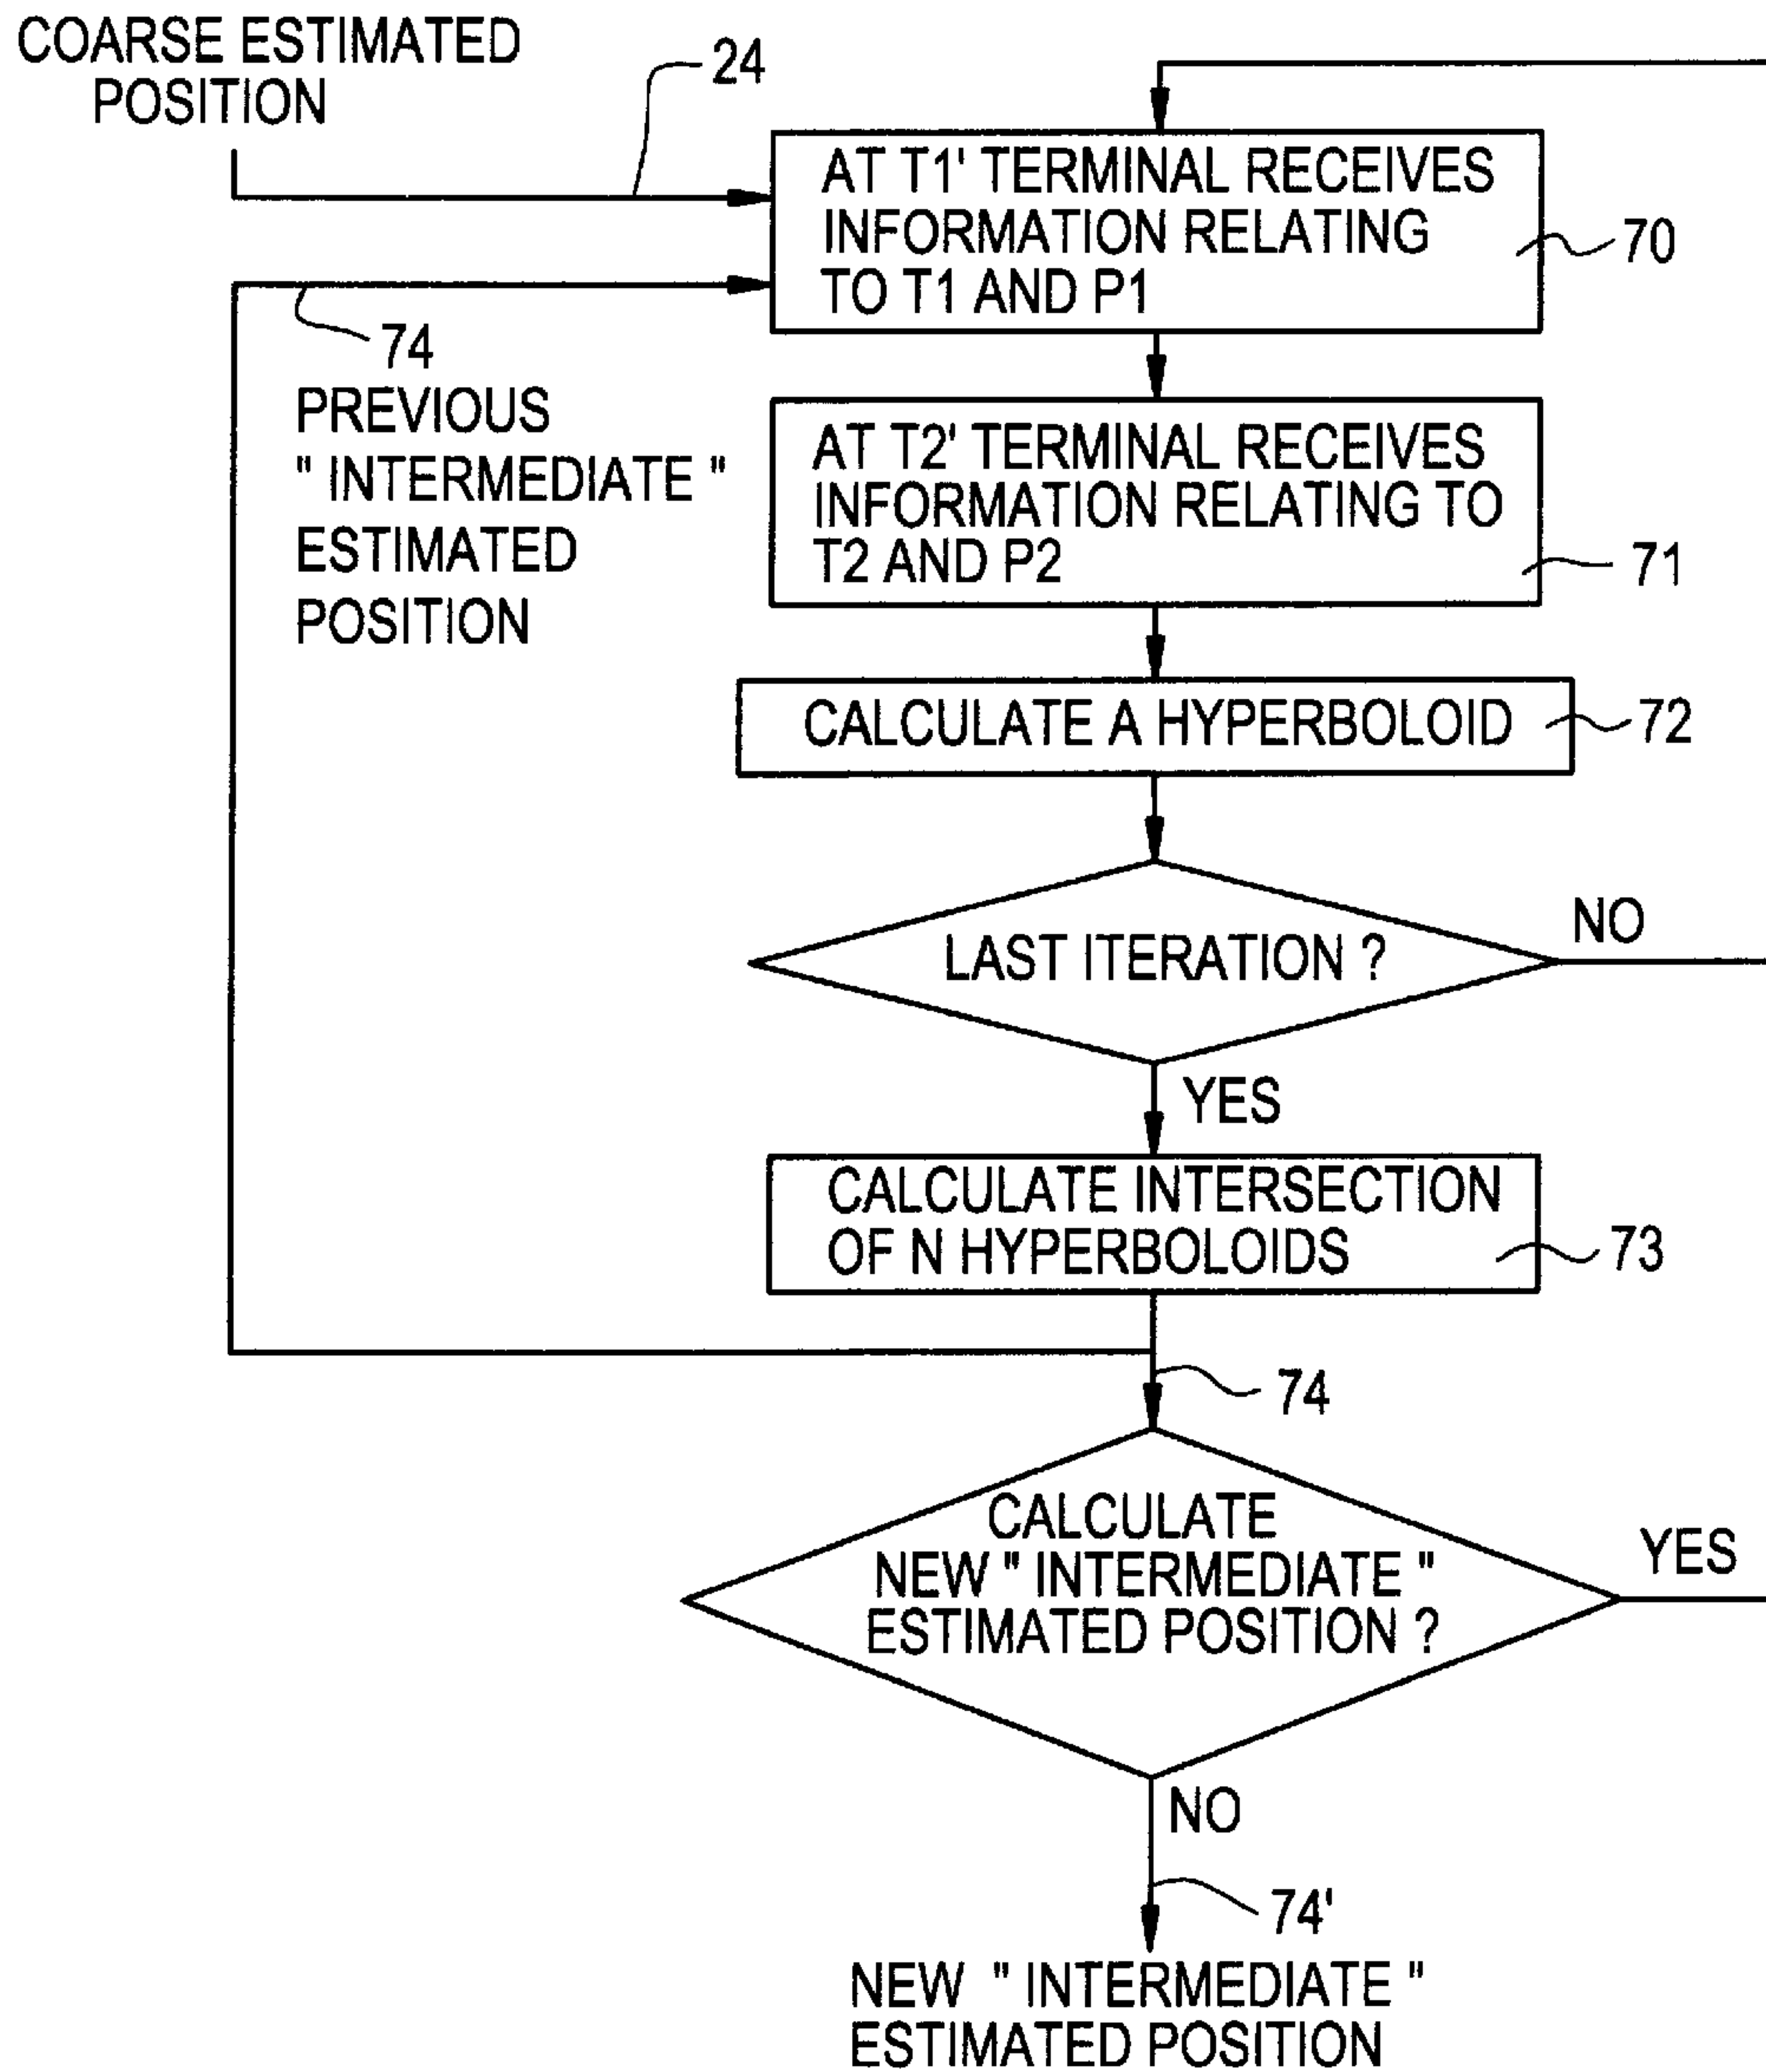 COARSE ESTIMATED
POSITION
24
AT T1' TERMINAL RECEIVES
INFORMATION RELATING
TO T1 AND P1
70
74
PREVIOUS
" INTERMEDIATE "
ESTIMATED
POSITION
AT T2' TERMINAL RECEIVES
INFORMATION RELATING TO
T2 AND P2
71
CALCULATE A HYPERBOLOID
72
LAST ITERATION ?
NO
YES
CALCULATE INTERSECTION
OF N HYPERBOLOIDS
73
74
CALCULATE
NEW " INTERMEDIATE "
ESTIMATED POSITION ?
YES
NO
74'
NEW " INTERMEDIATE "
ESTIMATED POSITION